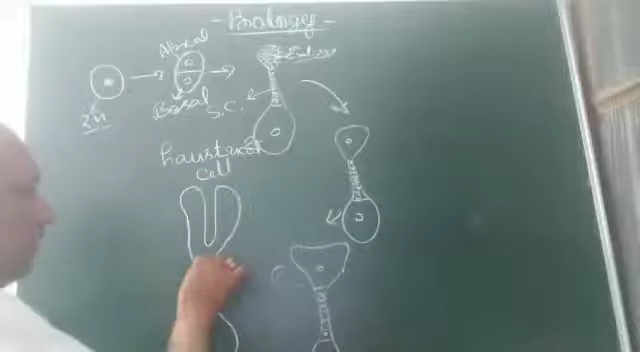 Biology
Apical
Embryo
2n
Basal
S.C.
haustorial
cell